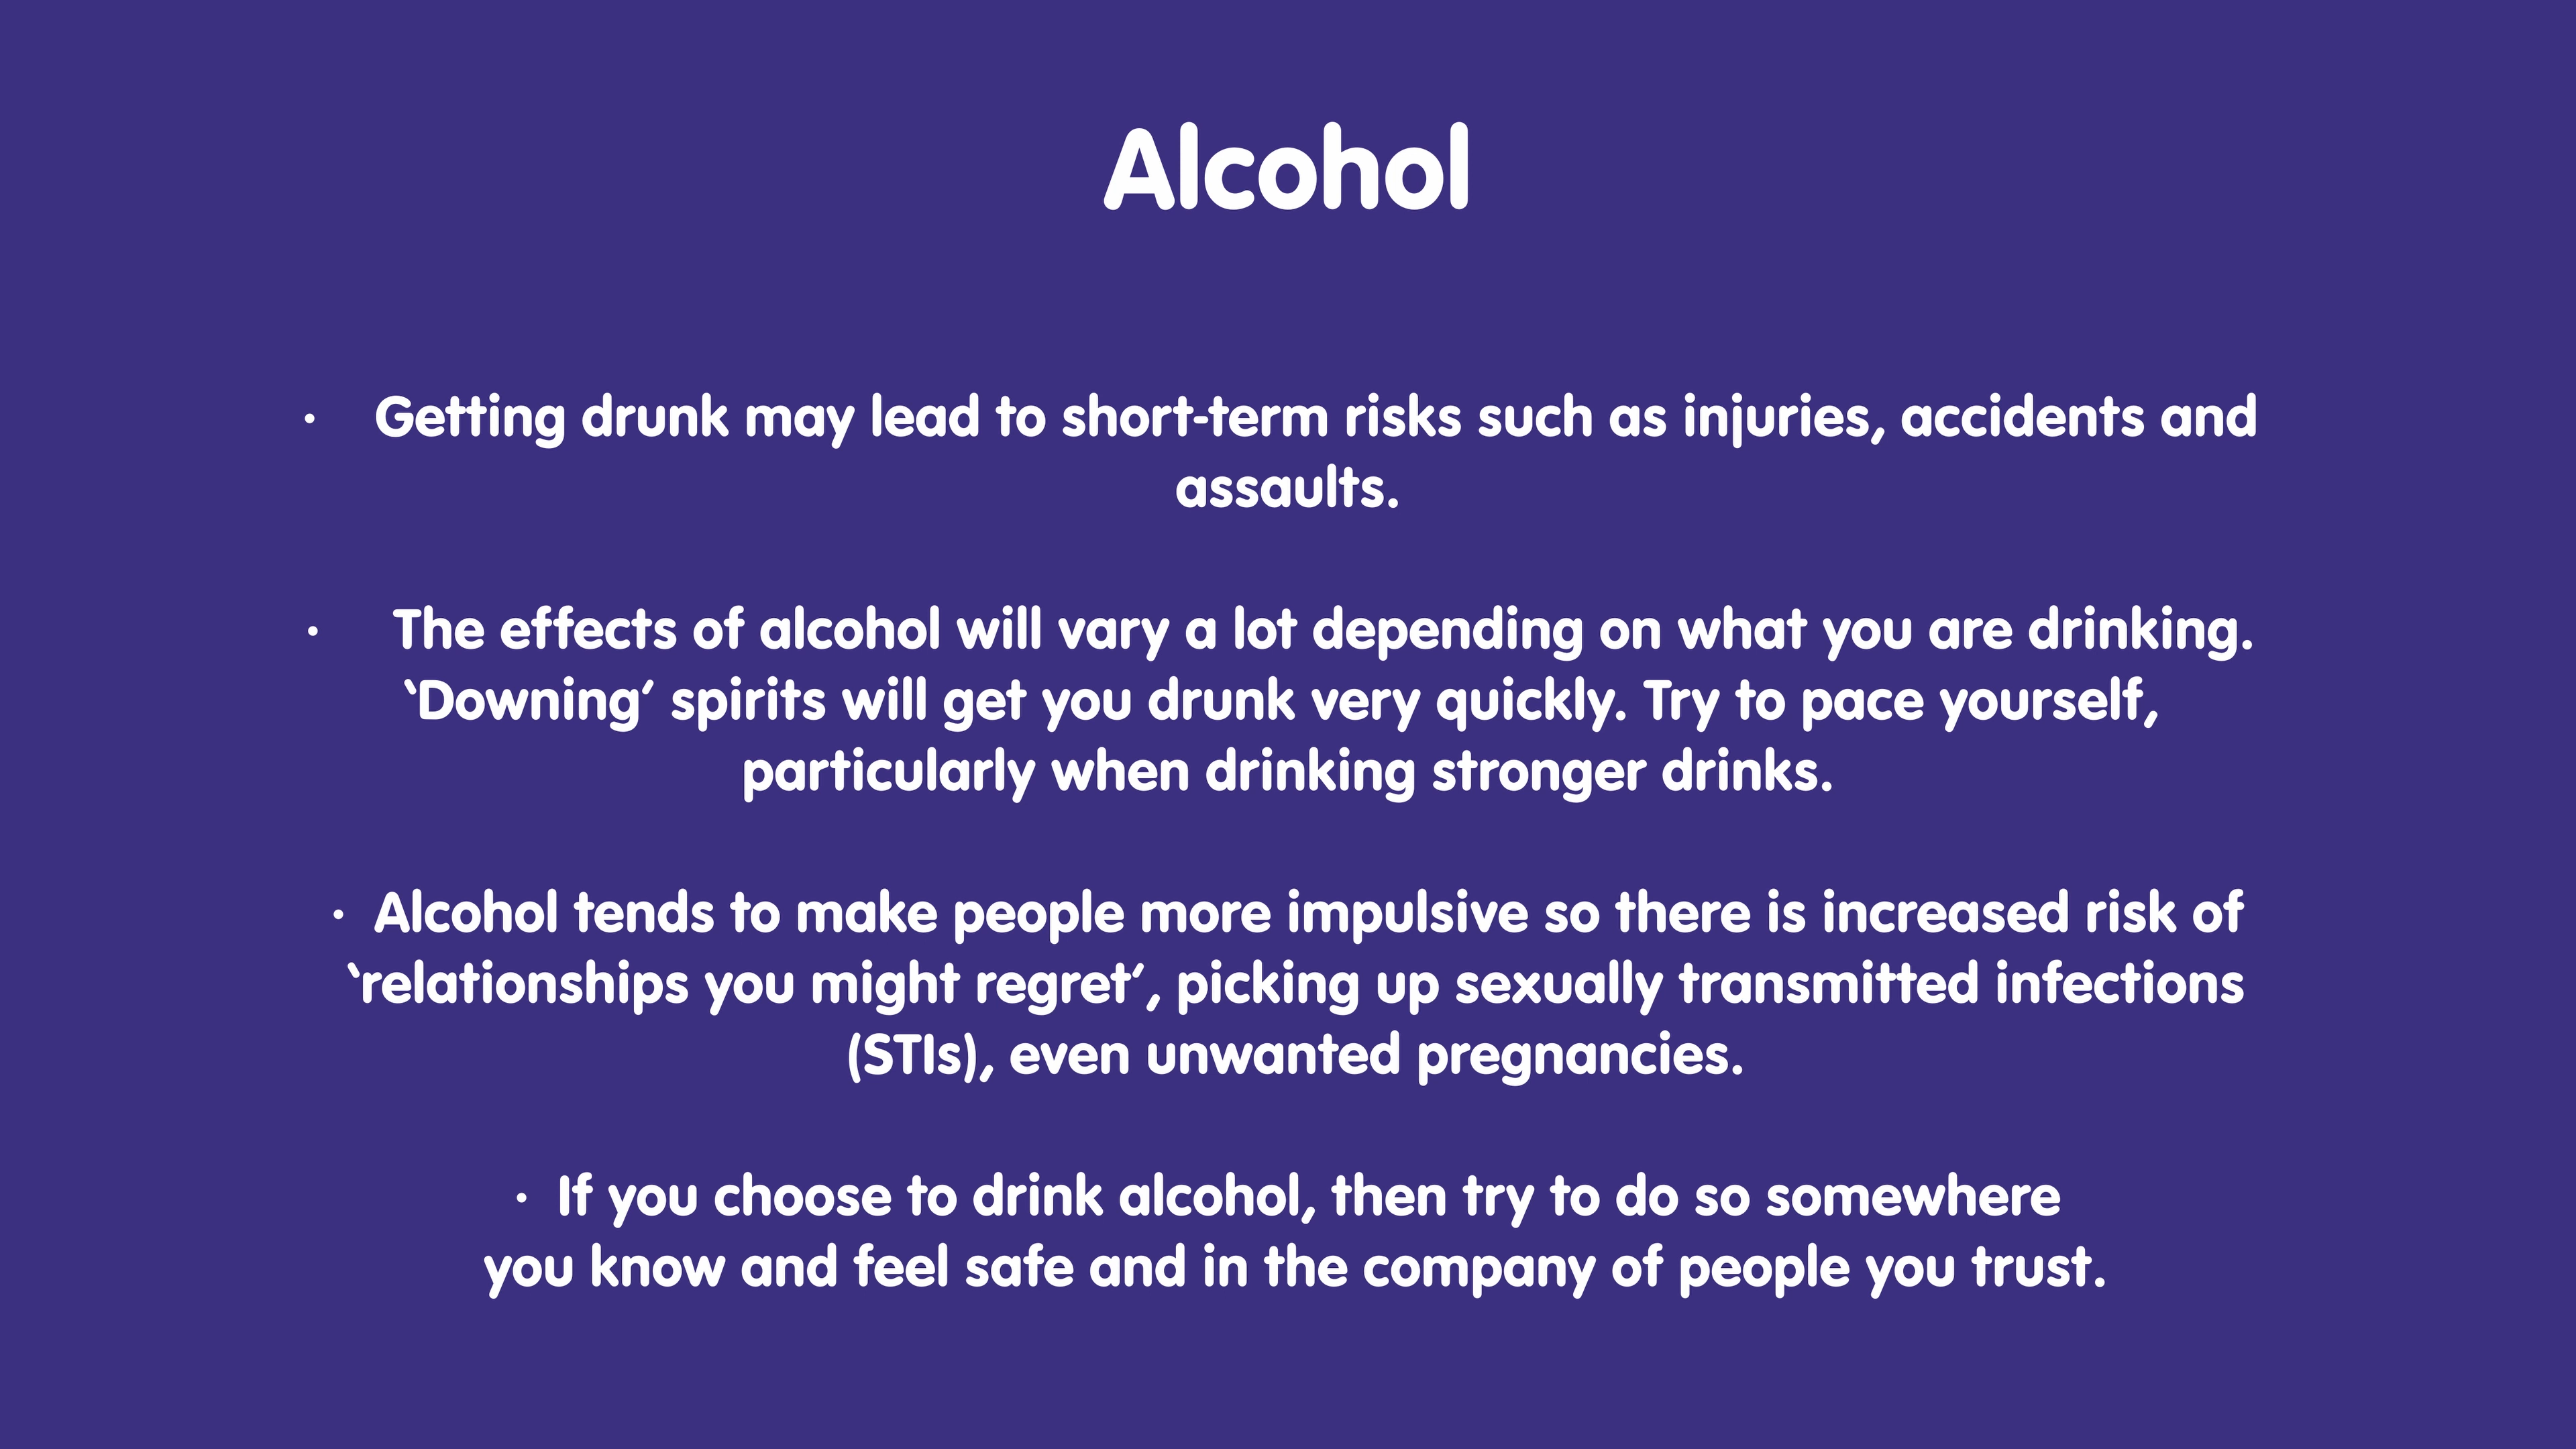 Alcohol
· Getting drunk may lead to short-term risks such as injuries, accidents and
assaults.
· The effects of alcohol will vary a lot depending on what you are drinking.
‘Downing’ spirits will get you drunk very quickly. Try to pace yourself,
particularly when drinking stronger drinks.
· Alcohol tends to make people more impulsive so there is increased risk of
‘relationships you might regret’, picking up sexually transmitted infections
(STIs), even unwanted pregnancies.
· If you choose to drink alcohol, then try to do so somewhere
you know and feel safe and in the company of people you trust.